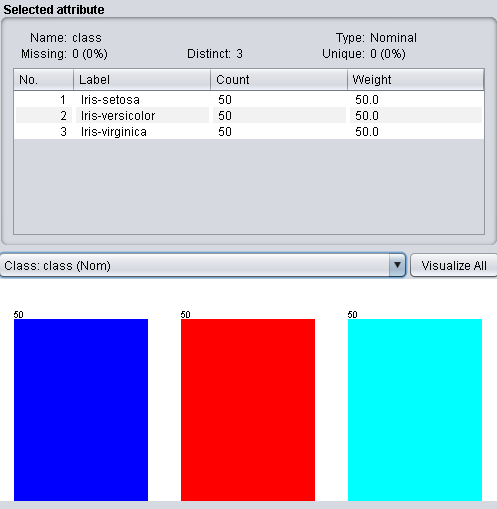 Selected attribute
Name: class Type: Nominal
Missing: 0 (0%) Distinct: 3 Unique: 0 (0%)
No. Label Count Weight
1 Iris-setosa 50 50.0
2 Iris-versicolor 50 50.0
3 Iris-virginica 50 50.0
Class: class (Nom) Visualize All
50 50 50